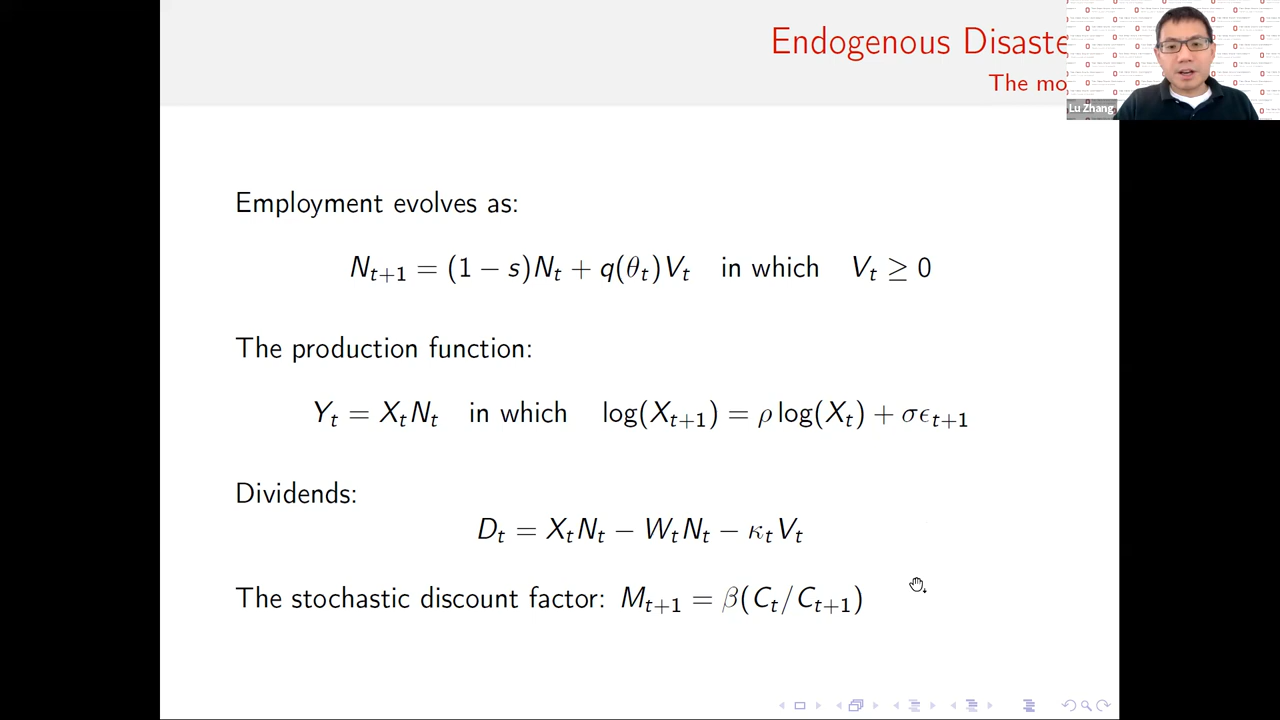 Endogenous Disaste
The mo
Lu Zhang
Employment evolves as:
N_{t+1} = (1 − s)N_t + q(θ_t)V_t in which V_t ≥ 0
The production function:
Y_t = X_tN_t in which log(X_{t+1}) = ρ log(X_t) + σϵ_{t+1}
Dividends:
D_t = X_tN_t − W_tN_t − κ_tV_t
The stochastic discount factor: M_{t+1} = β(C_t/C_{t+1})